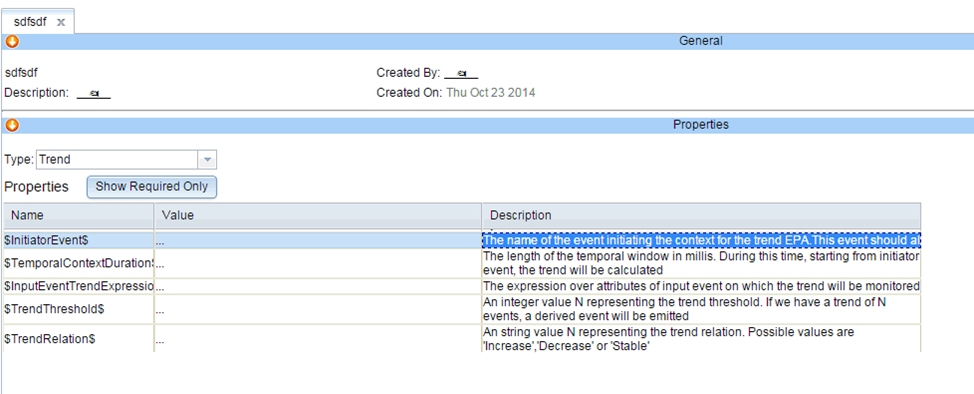 sdfsdf x
General
sdfsdf
Created By:
Description:
Created On: Thu Oct 23 2014
Properties
Type: Trend
Properties Show Required Only
Name Value Description
$InitiatorEvent$ ... The name of the event initiating the context for the trend EPA.This event should al
$TemporalContextDuration$ ... The length of the temporal window in millis. During this time, starting from initiator
event, the trend will be calculated
$InputEventTrendExpressio ... The expression over attributes of input event on which the trend will be monitored
$TrendThreshold$ ... An integer value N representing the trend threshold. If we have a trend of N
events, a derived event will be emitted
$TrendRelation$ ... An string value N representing the trend relation. Possible values are
'Increase','Decrease' or 'Stable'